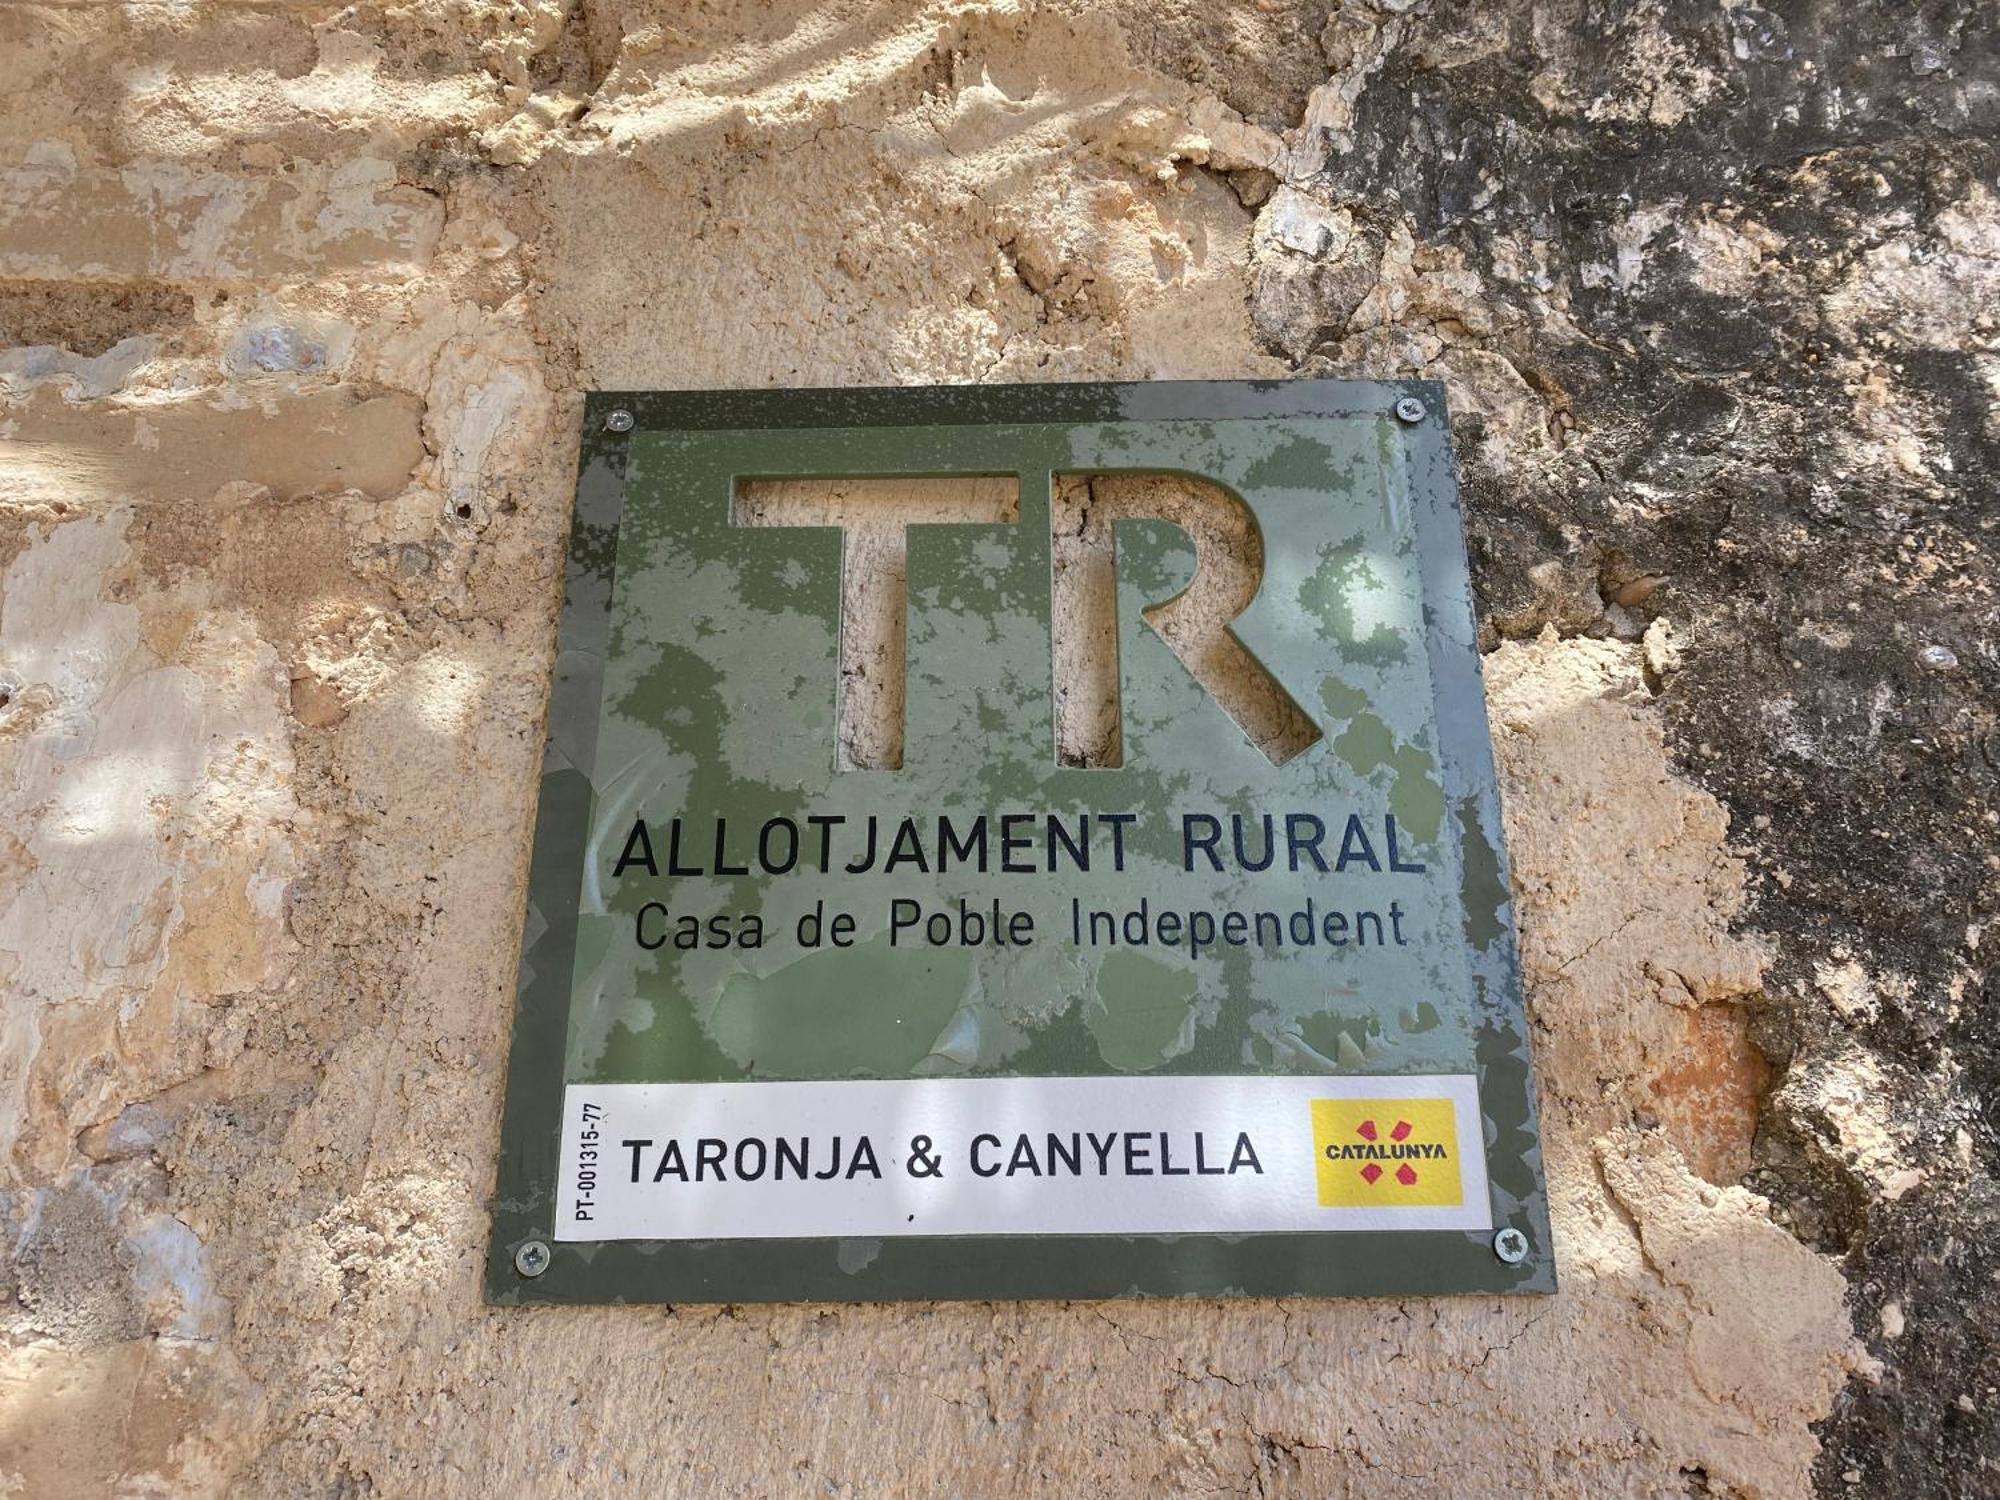 TR
ALLOTJAMENT RURAL
Casa de Poble Independent
PT-001315-77
TARONJA & CANYELLA
CATALUNYA